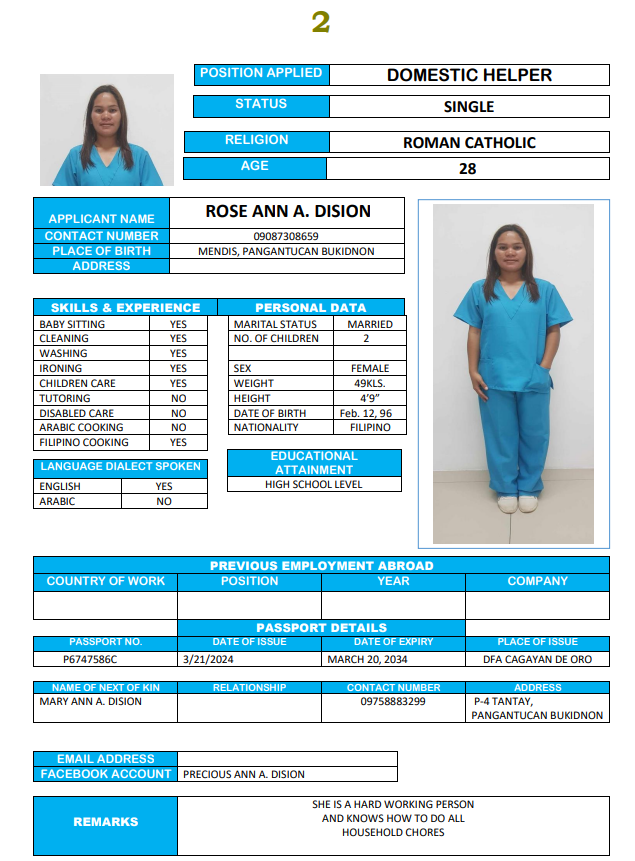 2
POSITION APPLIED DOMESTIC HELPER
STATUS SINGLE
RELIGION ROMAN CATHOLIC
AGE 28
APPLICANT NAME ROSE ANN A. DISION
CONTACT NUMBER 09087308659
PLACE OF BIRTH MENDIS, PANGANTUCAN BUKIDNON
ADDRESS
SKILLS & EXPERIENCE
BABY SITTING YES
CLEANING YES
WASHING YES
IRONING YES
CHILDREN CARE YES
TUTORING NO
DISABLED CARE NO
ARABIC COOKING NO
FILIPINO COOKING YES
LANGUAGE DIALECT SPOKEN
ENGLISH YES
ARABIC NO
PERSONAL DATA
MARITAL STATUS MARRIED
NO. OF CHILDREN 2
SEX FEMALE
WEIGHT 49KLS.
HEIGHT 4’9”
DATE OF BIRTH Feb. 12, 96
NATIONALITY FILIPINO
EDUCATIONAL
ATTAINMENT
HIGH SCHOOL LEVEL
PREVIOUS EMPLOYMENT ABROAD
COUNTRY OF WORK POSITION YEAR COMPANY
PASSPORT DETAILS
PASSPORT NO. DATE OF ISSUE DATE OF EXPIRY PLACE OF ISSUE
P6747586C 3/21/2024 MARCH 20, 2034 DFA CAGAYAN DE ORO
NAME OF NEXT OF KIN RELATIONSHIP CONTACT NUMBER ADDRESS
MARY ANN A. DISION 09758883299 P-4 TANTAY,
PANGANTUCAN BUKIDNON
EMAIL ADDRESS
FACEBOOK ACCOUNT PRECIOUS ANN A. DISION
REMARKS
SHE IS A HARD WORKING PERSON
AND KNOWS HOW TO DO ALL
HOUSEHOLD CHORES